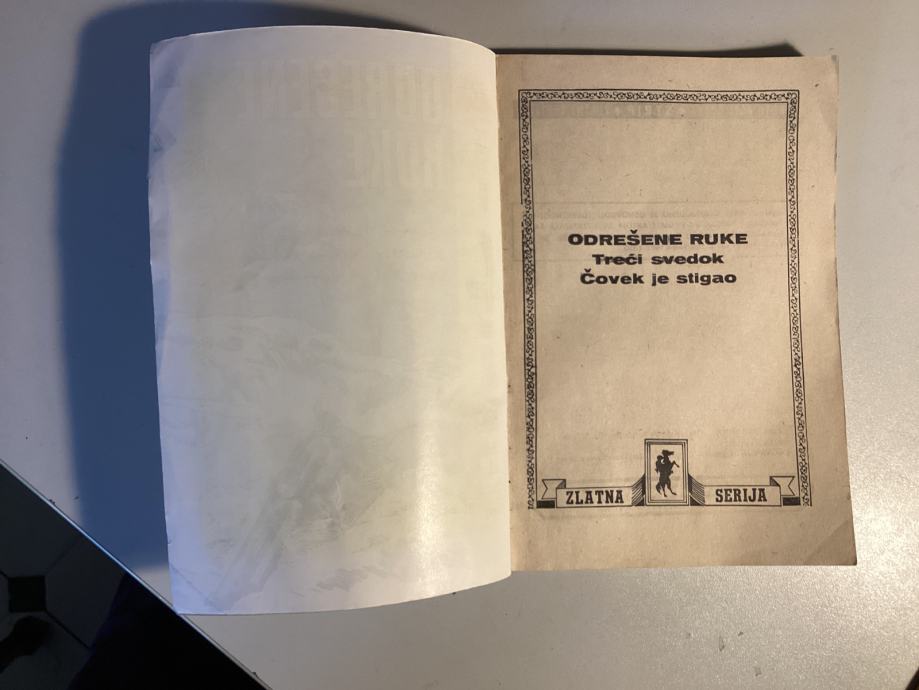 ODREŠENE RUKE
Treći svedok
Čovek je stigao
ZLATNA SERIJA